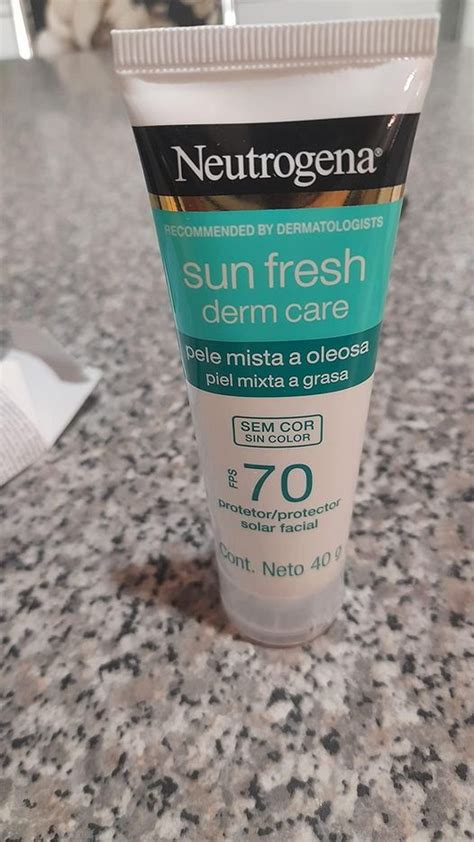 Neutrogena®
RECOMMENDED BY DERMATOLOGISTS
sun fresh
derm care
pele mista a oleosa
piel mixta a grasa
SEM COR
SIN COLOR
FPS 70
protetor/protector
solar facial
Cont. Neto 40 g